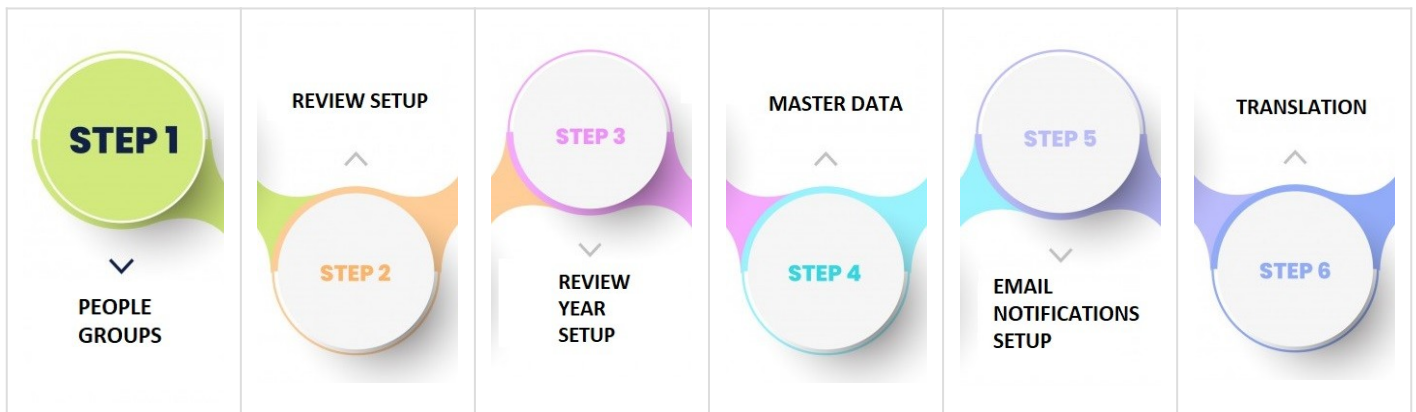 STEP 1
PEOPLE
GROUPS
REVIEW SETUP
STEP 2
STEP 3
REVIEW
YEAR
SETUP
MASTER DATA
STEP 4
STEP 5
EMAIL
NOTIFICATIONS
SETUP
TRANSLATION
STEP 6